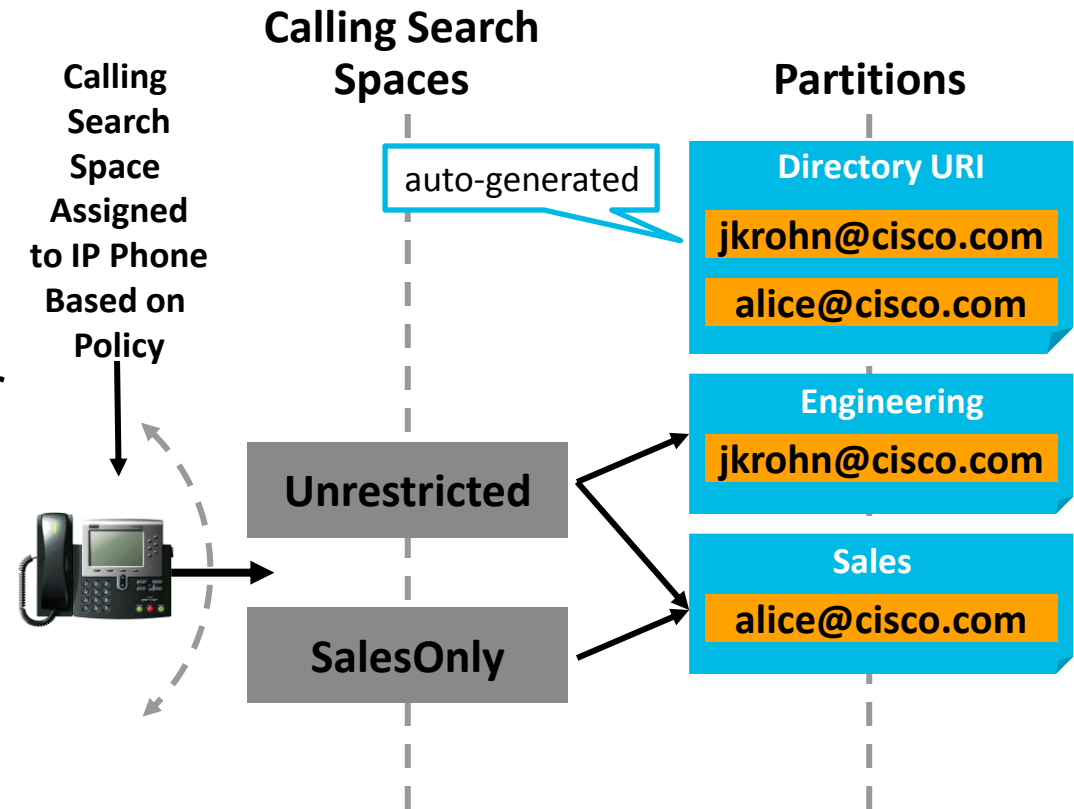 Calling
Search
Space
Assigned
to IP Phone
Based on
Policy
Calling Search
Spaces
Partitions
auto-generated
Directory URI
jkrohn@cisco.com
alice@cisco.com
Engineering
jkrohn@cisco.com
Unrestricted
Sales
alice@cisco.com
SalesOnly